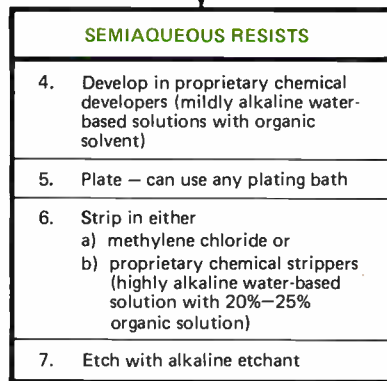 SEMIAQUEOUS RESISTS
4. Develop in proprietary chemical
developers (mildly alkaline water-
based solutions with organic
solvent)
5. Plate — can use any plating bath
6. Strip in either
a) methylene chloride or
b) proprietary chemical strippers
(highly alkaline water-based
solution with 20%—25%
organic solution)
7. Etch with alkaline etchant